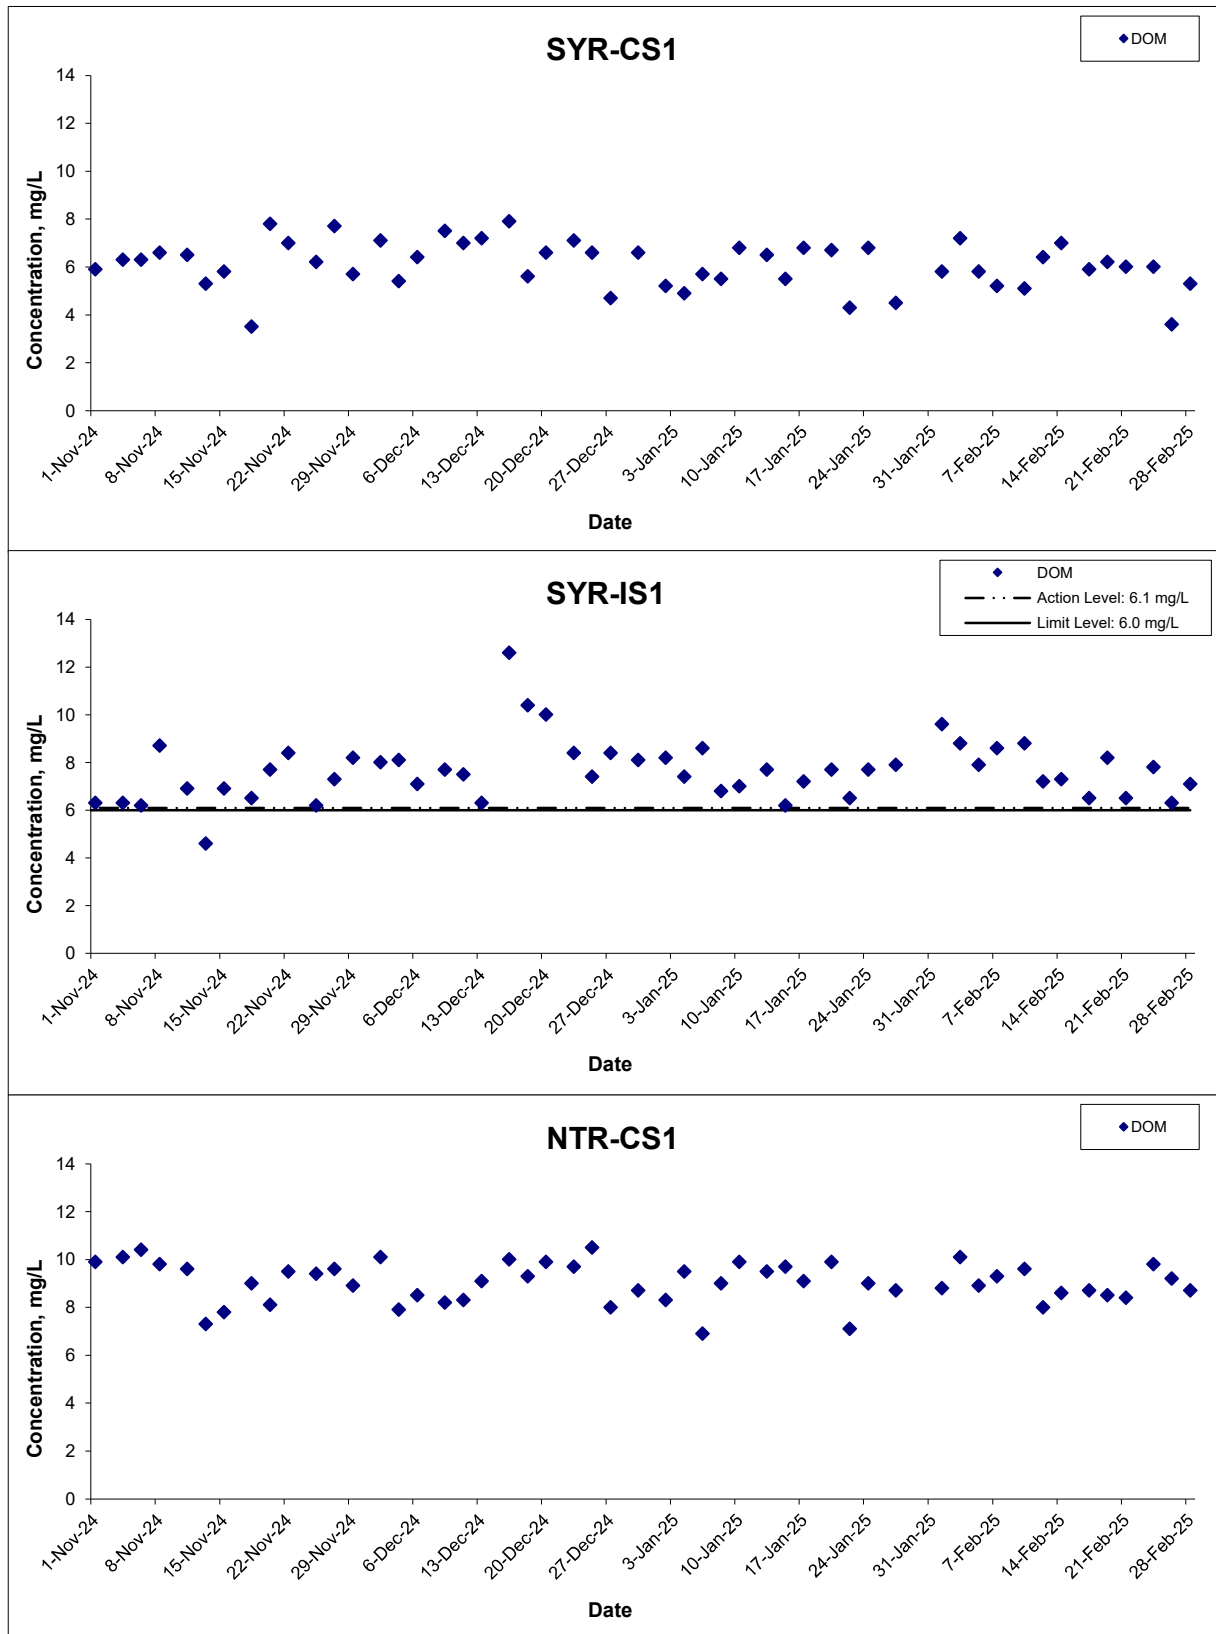 SYR-CS1
DOM
Concentration, mg/L
14
12
10
8
6
4
2
0
1-Nov-24
8-Nov-24
15-Nov-24
22-Nov-24
29-Nov-24
6-Dec-24
13-Dec-24
20-Dec-24
27-Dec-24
3-Jan-25
10-Jan-25
17-Jan-25
24-Jan-25
31-Jan-25
7-Feb-25
14-Feb-25
21-Feb-25
28-Feb-25
Date
SYR-IS1
DOM
Action Level: 6.1 mg/L
Limit Level: 6.0 mg/L
Concentration, mg/L
14
12
10
8
6
4
2
0
1-Nov-24
8-Nov-24
15-Nov-24
22-Nov-24
29-Nov-24
6-Dec-24
13-Dec-24
20-Dec-24
27-Dec-24
3-Jan-25
10-Jan-25
17-Jan-25
24-Jan-25
31-Jan-25
7-Feb-25
14-Feb-25
21-Feb-25
28-Feb-25
Date
NTR-CS1
DOM
Concentration, mg/L
14
12
10
8
6
4
2
0
1-Nov-24
8-Nov-24
15-Nov-24
22-Nov-24
29-Nov-24
6-Dec-24
13-Dec-24
20-Dec-24
27-Dec-24
3-Jan-25
10-Jan-25
17-Jan-25
24-Jan-25
31-Jan-25
7-Feb-25
14-Feb-25
21-Feb-25
28-Feb-25
Date